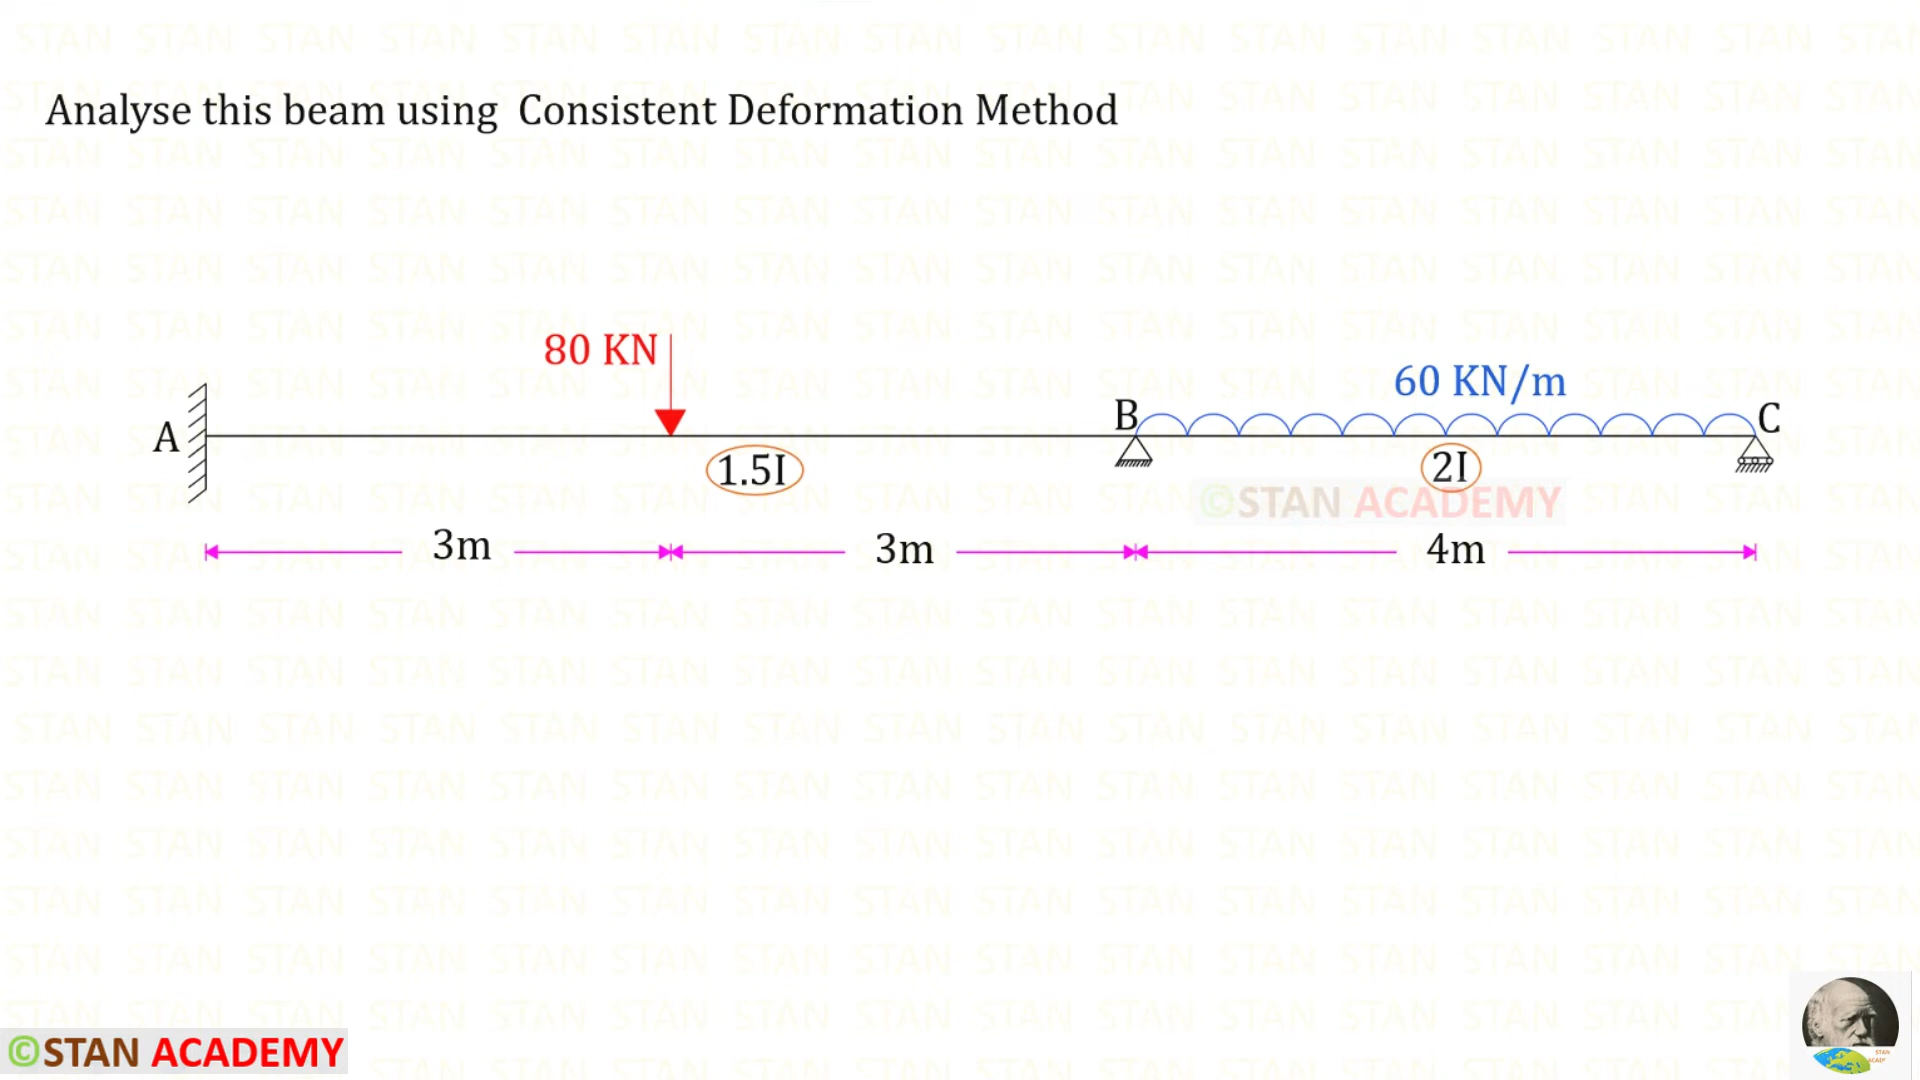 Analyse this beam using Consistent Deformation Method
80 KN
60 KN/m
A
B
C
1.5I
2I
©STAN ACADEMY
3m
3m
4m
©STAN ACADEMY